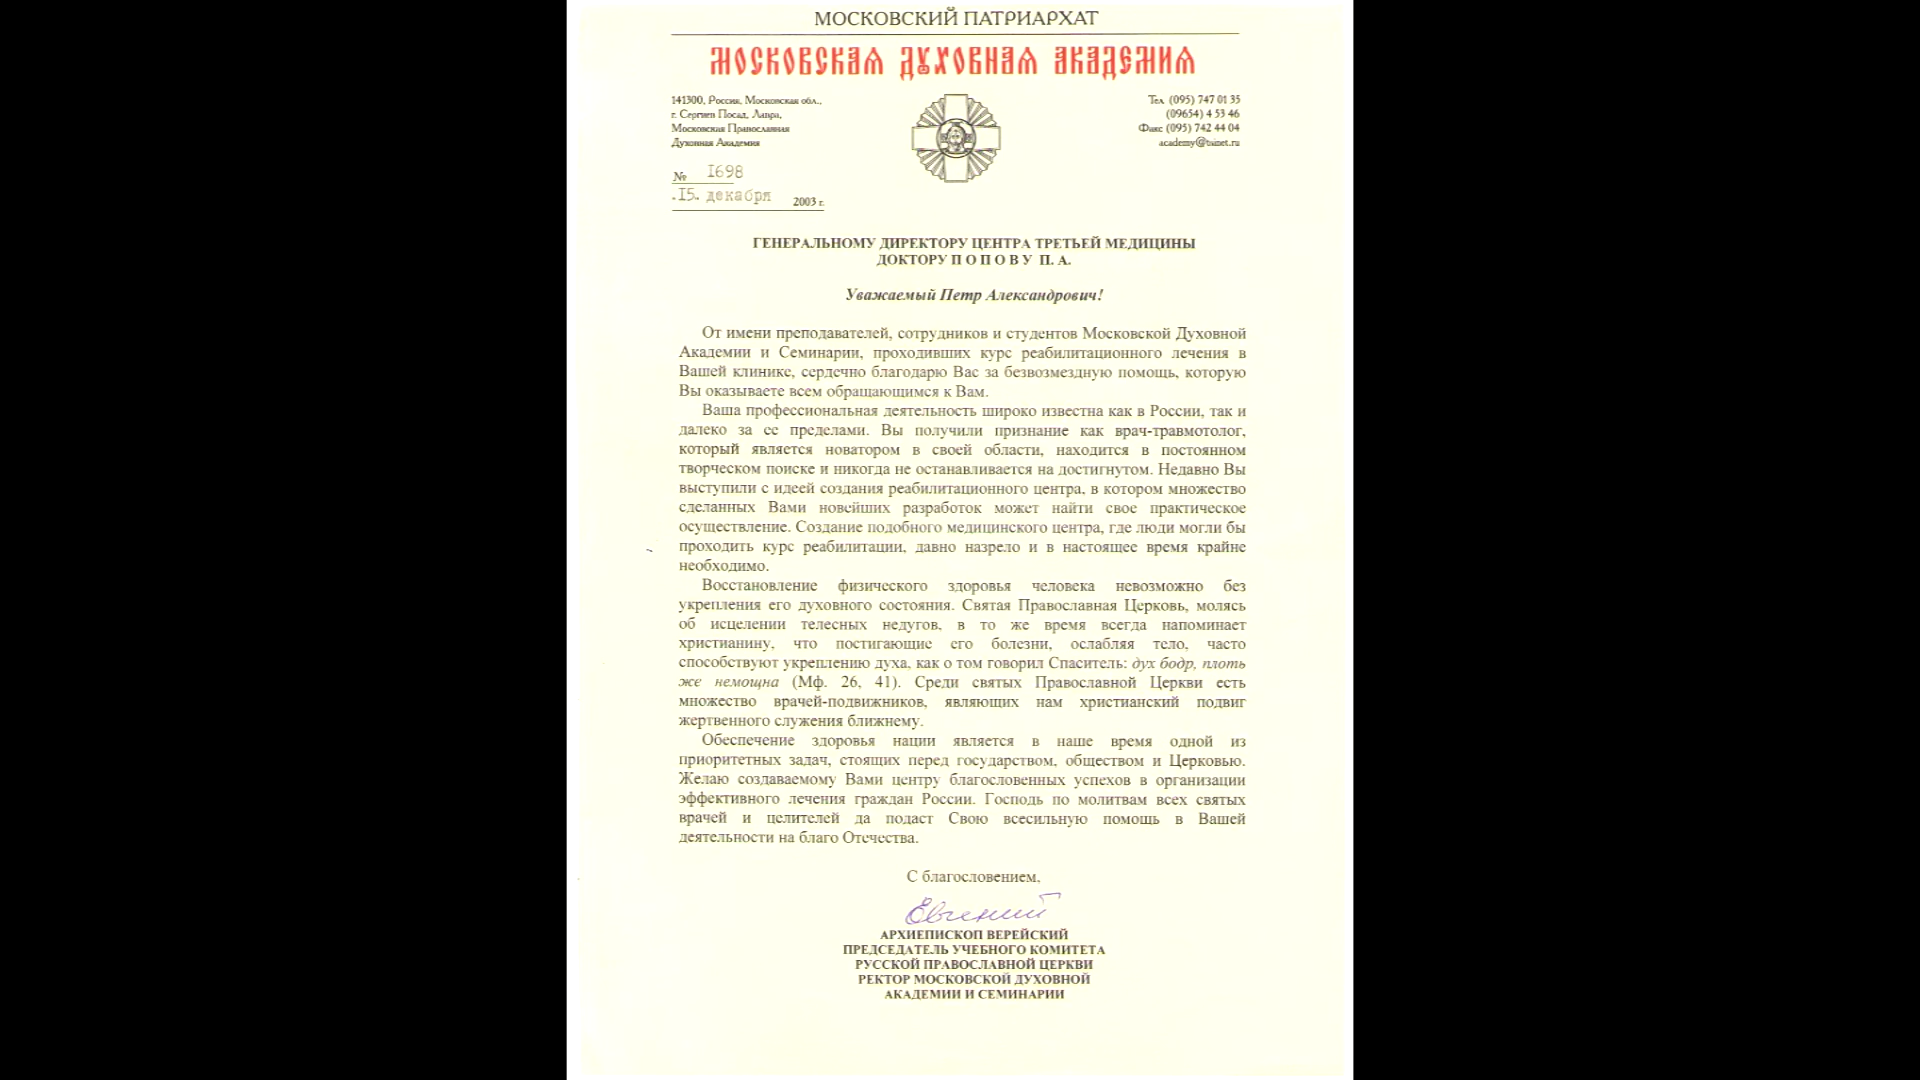 МОСКОВСКИЙ ПАТРИАРХАТ
МОСКОВСКАЯ ДУХОВНАЯ АКАДЕМИЯ
141300, Россия, Московская обл.,
г. Сергиев Посад, Лавра,
Московская Православная
Духовная Академия
Тел. (095) 747 01 35
(09654) 4 53 46
Факс (095) 742 44 04
academy@tsinet.ru
№ 1698
"15" декабря 2003 г.
ГЕНЕРАЛЬНОМУ ДИРЕКТОРУ ЦЕНТРА ТРЕТЬЕЙ МЕДИЦИНЫ
ДОКТОРУ П О П О В У П. А.
Уважаемый Петр Александрович!
От имени преподавателей, сотрудников и студентов Московской Духовной
Академии и Семинарии, проходивших курс реабилитационного лечения в
Вашей клинике, сердечно благодарю Вас за безвозмездную помощь, которую
Вы оказываете всем обращающимся к Вам.
Ваша профессиональная деятельность широко известна как в России, так и
далеко за ее пределами. Вы получили признание как врач-травмотолог,
который является новатором в своей области, находится в постоянном
творческом поиске и никогда не останавливается на достигнутом. Недавно Вы
выступили с идеей создания реабилитационного центра, в котором множество
сделанных Вами новейших разработок может найти свое практическое
осуществление. Создание подобного медицинского центра, где люди могли бы
проходить курс реабилитации, давно назрело и в настоящее время крайне
необходимо.
Восстановление физического здоровья человека невозможно без
укрепления его духовного состояния. Святая Православная Церковь, молясь
об исцелении телесных недугов, в то же время всегда напоминает
христианину, что постигающие его болезни, ослабляя тело, часто
способствуют укреплению духа, как о том говорил Спаситель: дух бодр, плоть
же немощна (Мф. 26, 41). Среди святых Православной Церкви есть
множество врачей-подвижников, являющих нам христианский подвиг
жертвенного служения ближнему.
Обеспечение здоровья нации является в наше время одной из
приоритетных задач, стоящих перед государством, обществом и Церковью.
Желаю создаваемому Вами центру благословенных успехов в организации
эффективного лечения граждан России. Господь по молитвам всех святых
врачей и целителей да подаст Свою всесильную помощь в Вашей
деятельности на благо Отечества.
С благословением,
Евгений
АРХИЕПИСКОП ВЕРЕЙСКИЙ
ПРЕДСЕДАТЕЛЬ УЧЕБНОГО КОМИТЕТА
РУССКОЙ ПРАВОСЛАВНОЙ ЦЕРКВИ
РЕКТОР МОСКОВСКОЙ ДУХОВНОЙ
АКАДЕМИИ И СЕМИНАРИИ